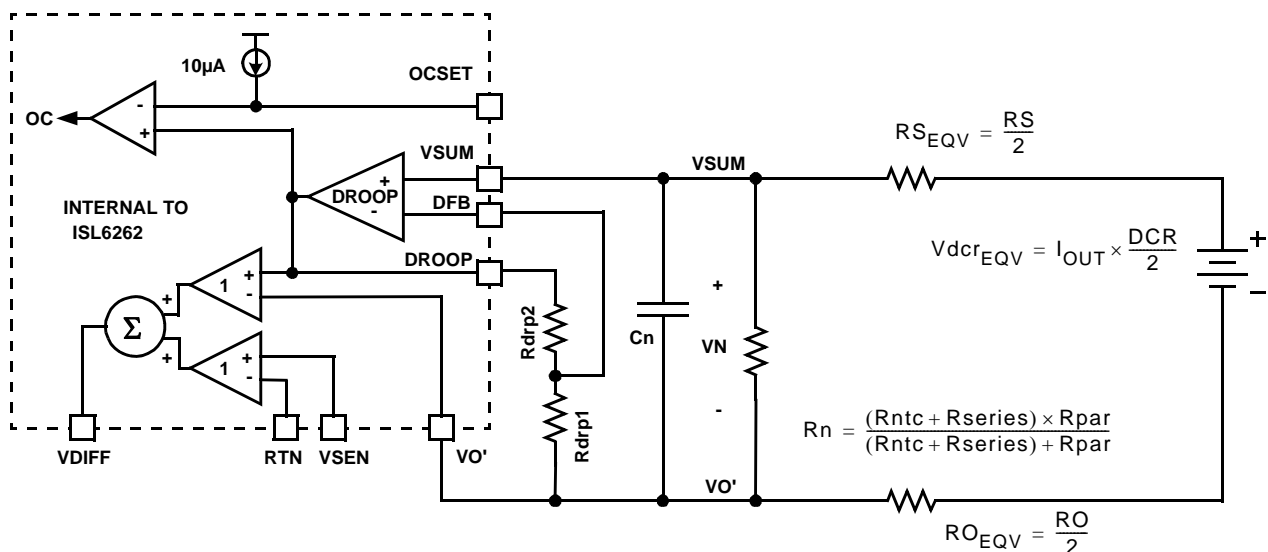 10µA
OCSET
-
+
OC
INTERNAL TO
ISL6262
VSUM
+
DROOP
-
DFB
DROOP
1
+
-
+
Σ
+
1
+
-
VDIFF
RTN
VSEN
VO'
Rdrp2
Rdrp1
VSUM
Cn
+
VN
-
VO'
RS_EQV = RS/2
Vdcr_EQV = I_OUT × DCR/2
+
−
Rn = (Rntc + Rseries) × Rpar / (Rntc + Rseries) + Rpar
RO_EQV = RO/2